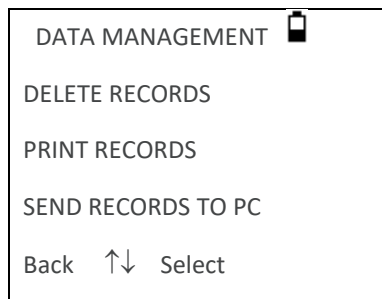 DATA MANAGEMENT
DELETE RECORDS
PRINT RECORDS
SEND RECORDS TO PC
Back ↑↓ Select